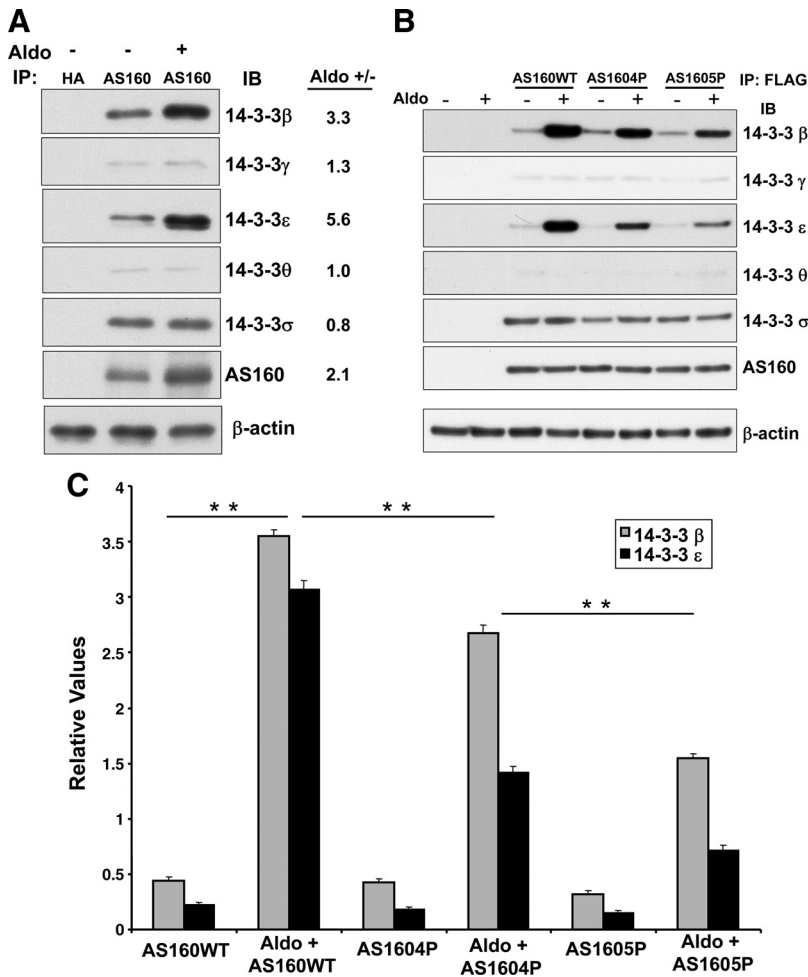 A
Aldo - - +
IP: HA AS160 AS160 IB Aldo +/-
14-3-3β 3.3
14-3-3γ 1.3
14-3-3ε 5.6
14-3-3θ 1.0
14-3-3σ 0.8
AS160 2.1
β-actin
B
AS160WT AS1604P AS1605P IP: FLAG
Aldo - + - + - + - + IB
14-3-3 β
14-3-3 γ
14-3-3 ε
14-3-3 θ
14-3-3 σ
AS160
β-actin
C
Relative Values
4
3.5
3
2.5
2
1.5
1
0.5
0
* *
* *
* *
14-3-3 β
14-3-3 ε
AS160WT
Aldo +
AS160WT
AS1604P
Aldo +
AS1604P
AS1605P
Aldo +
AS1605P